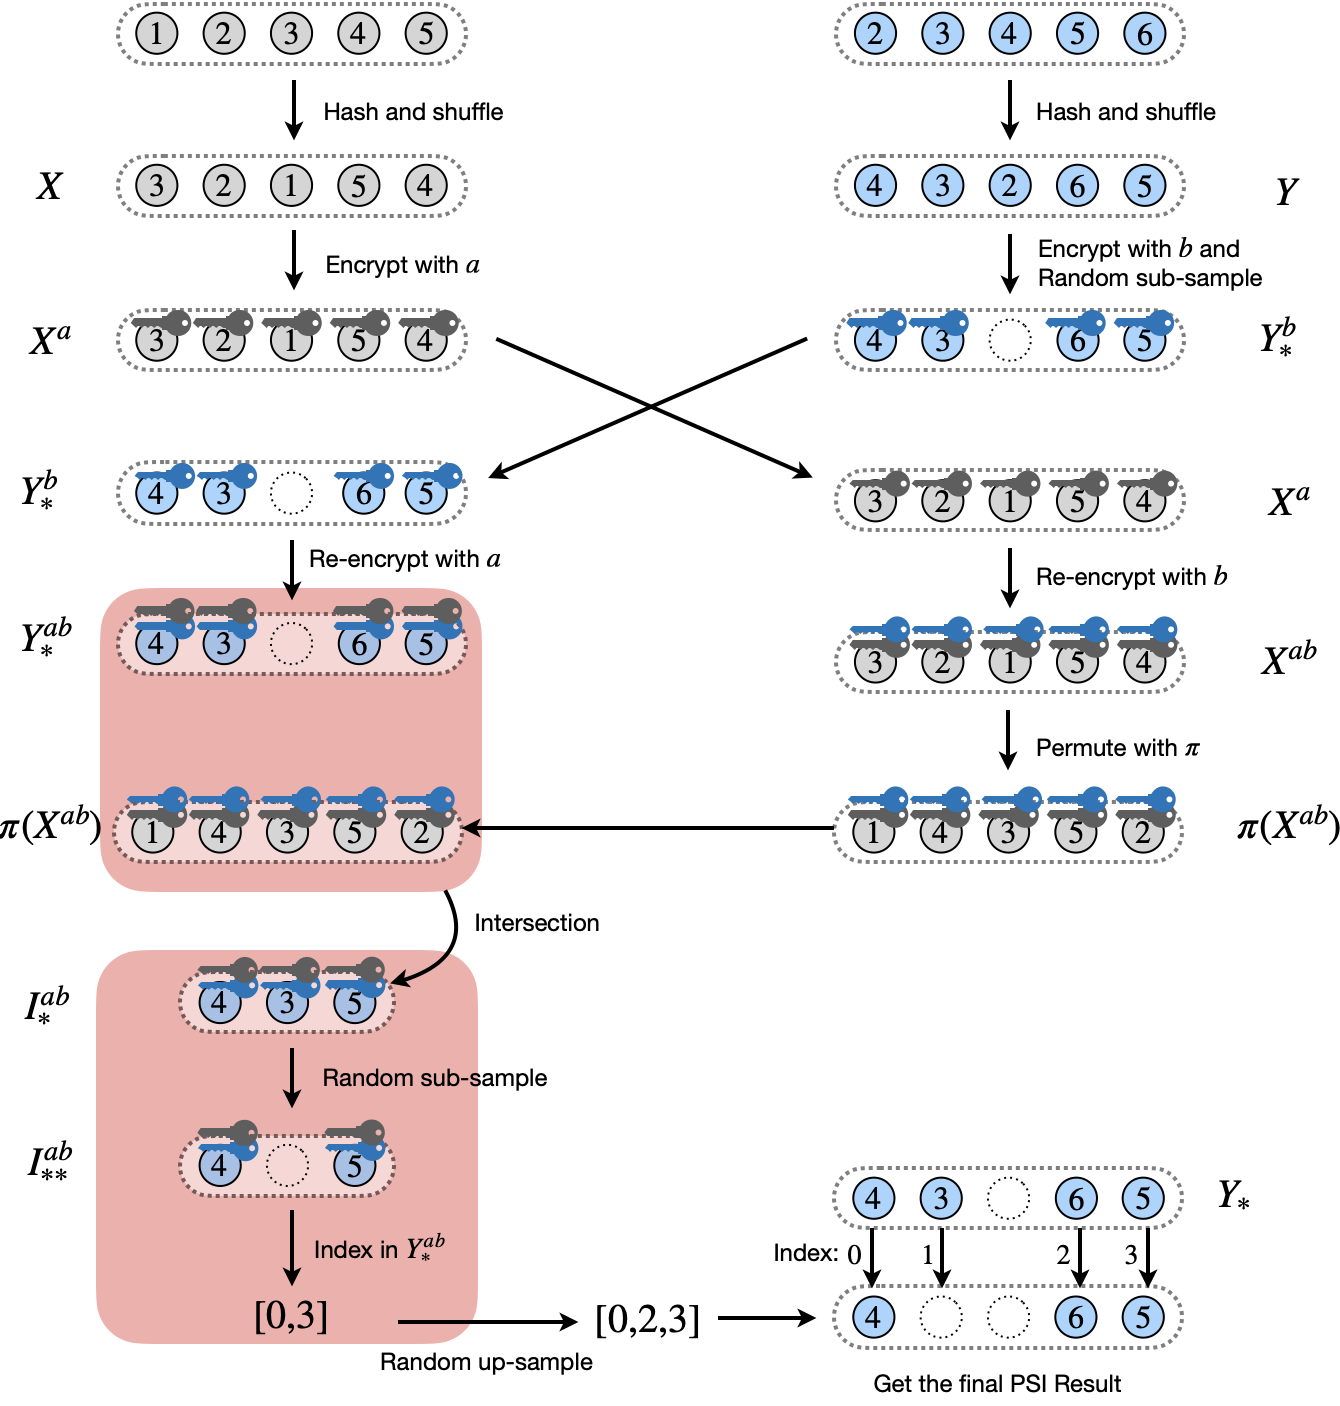 1 2 3 4 5
2 3 4 5 6
Hash and shuffle
Hash and shuffle
X
3 2 1 5 4
4 3 2 6 5
Y
Encrypt with a
Encrypt with b and
Random sub-sample
X^a
3 2 1 5 4
4 3 6 5
Y_*^b
Y_*^b
4 3 6 5
3 2 1 5 4
X^a
Re-encrypt with a
Re-encrypt with b
Y_*^{ab}
4 3 6 5
3 2 1 5 4
X^{ab}
Permute with π
π(X^{ab})
1 4 3 5 2
1 4 3 5 2
π(X^{ab})
Intersection
I_*^{ab}
4 3 5
Random sub-sample
I_{**}^{ab}
4 5
4 3 6 5
Y_*
Index in Y_*^{ab}
Index: 0 1 2 3
[0,3]
[0,2,3]
4 6 5
Random up-sample
Get the final PSI Result